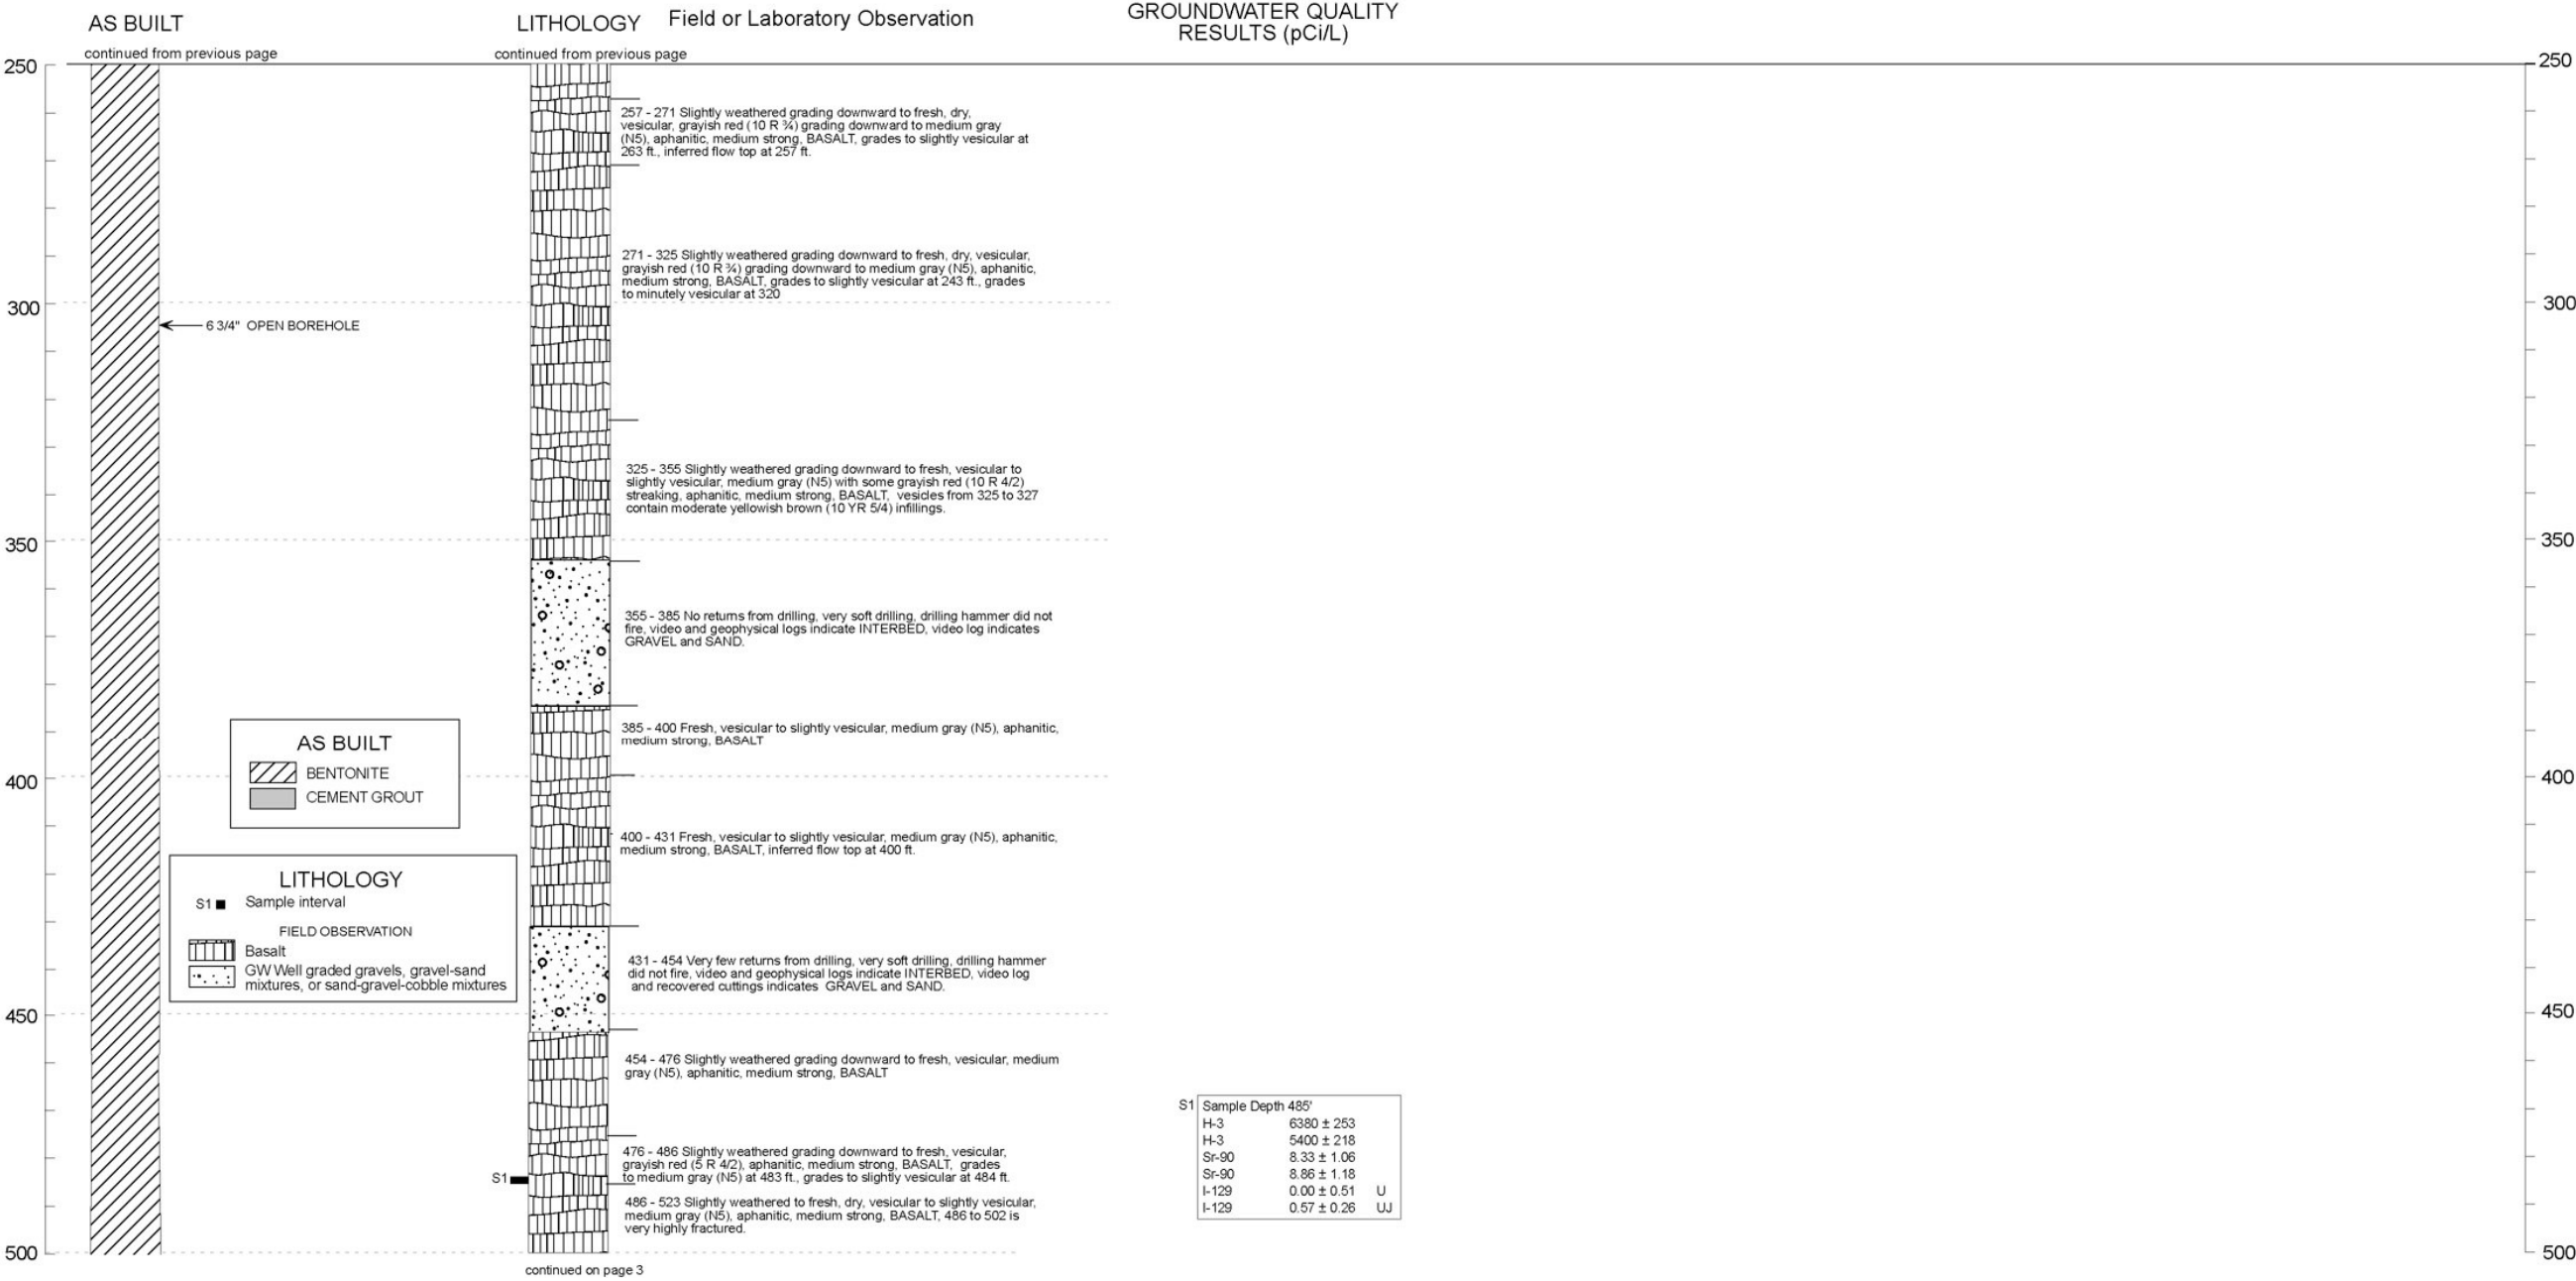 AS BUILT
continued from previous page
LITHOLOGY
continued from previous page
Field or Laboratory Observation
GROUNDWATER QUALITY
RESULTS (pCi/L)
250
300
350
400
450
500
250
300
350
400
450
500
6 3/4" OPEN BOREHOLE
257 - 271 Slightly weathered grading downward to fresh, dry,
vesicular, grayish red (10 R ¾) grading downward to medium gray
(N5), aphanitic, medium strong, BASALT, grades to slightly vesicular at
263 ft., inferred flow top at 257 ft.
271 - 325 Slightly weathered grading downward to fresh, dry, vesicular,
grayish red (10 R ¾) grading downward to medium gray (N5), aphanitic,
medium strong, BASALT, grades to slightly vesicular at 243 ft., grades
to minutely vesicular at 320
325 - 355 Slightly weathered grading downward to fresh, vesicular to
slightly vesicular, medium gray (N5) with some grayish red (10 R 4/2)
streaking, aphanitic, medium strong, BASALT, vesicles from 325 to 327
contain moderate yellowish brown (10 YR 5/4) infillings.
355 - 385 No returns from drilling, very soft drilling, drilling hammer did not
fire, video and geophysical logs indicate INTERBED, video log indicates
GRAVEL and SAND.
385 - 400 Fresh, vesicular to slightly vesicular, medium gray (N5), aphanitic,
medium strong, BASALT
400 - 431 Fresh, vesicular to slightly vesicular, medium gray (N5), aphanitic,
medium strong, BASALT, inferred flow top at 400 ft.
431 - 454 Very few returns from drilling, very soft drilling, drilling hammer
did not fire, video and geophysical logs indicate INTERBED, video log
and recovered cuttings indicates GRAVEL and SAND.
454 - 476 Slightly weathered grading downward to fresh, vesicular, medium
gray (N5), aphanitic, medium strong, BASALT
476 - 486 Slightly weathered grading downward to fresh, vesicular,
grayish red (5 R 4/2), aphanitic, medium strong, BASALT, grades
to medium gray (N5) at 483 ft., grades to slightly vesicular at 484 ft.
486 - 523 Slightly weathered to fresh, dry, vesicular to slightly vesicular,
medium gray (N5), aphanitic, medium strong, BASALT, 486 to 502 is
very highly fractured.
AS BUILT
BENTONITE
CEMENT GROUT
LITHOLOGY
S1 Sample interval
FIELD OBSERVATION
Basalt
GW Well graded gravels, gravel-sand
mixtures, or sand-gravel-cobble mixtures
S1
S1 Sample Depth 485'
H-3 6380 ± 253
H-3 5400 ± 218
Sr-90 8.33 ± 1.06
Sr-90 8.86 ± 1.18
I-129 0.00 ± 0.51 U
I-129 0.57 ± 0.26 UJ
continued on page 3